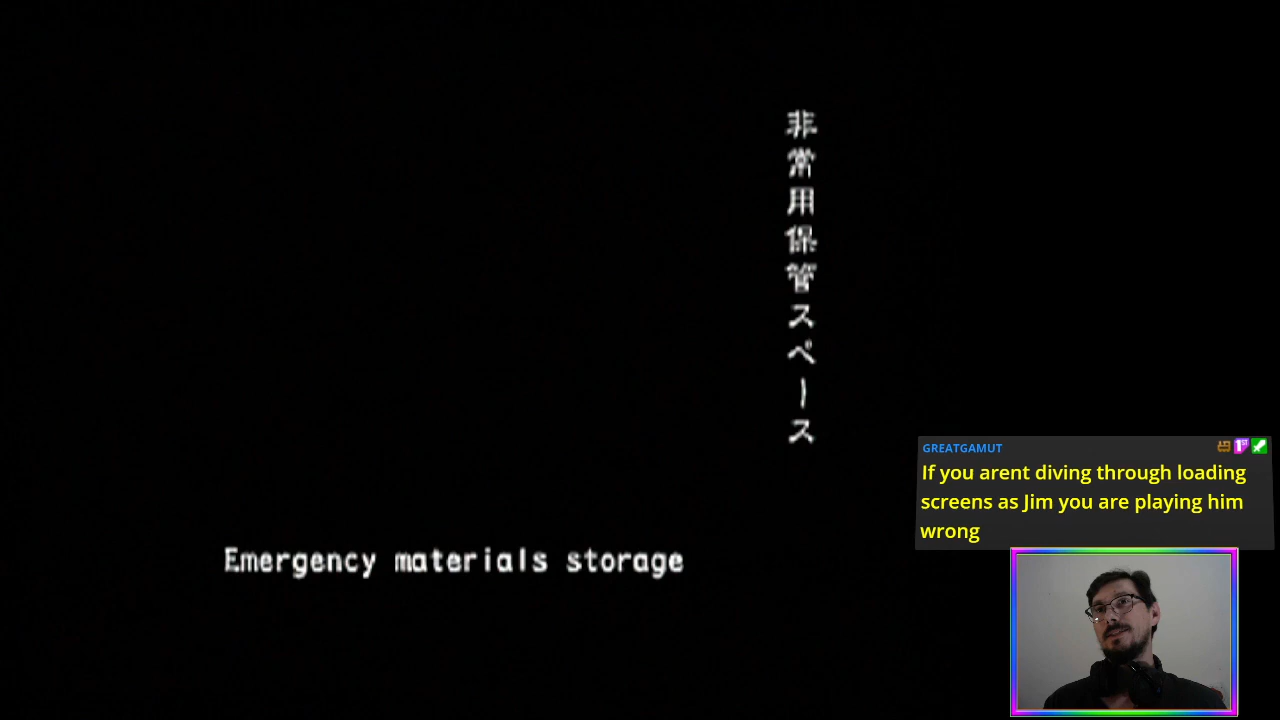 非常用保管スペース
Emergency materials storage
GREATGAMUT
If you arent diving through loading
screens as Jim you are playing him
wrong